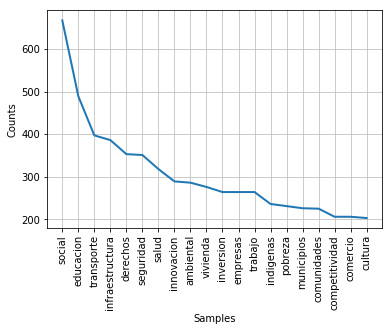 600
500
400
300
200
Counts
social
educacion
transporte
infraestructura
derechos
seguridad
salud
innovacion
ambiental
vivienda
inversion
empresas
trabajo
indigenas
pobreza
municipios
comunidades
competitividad
comercio
cultura
Samples